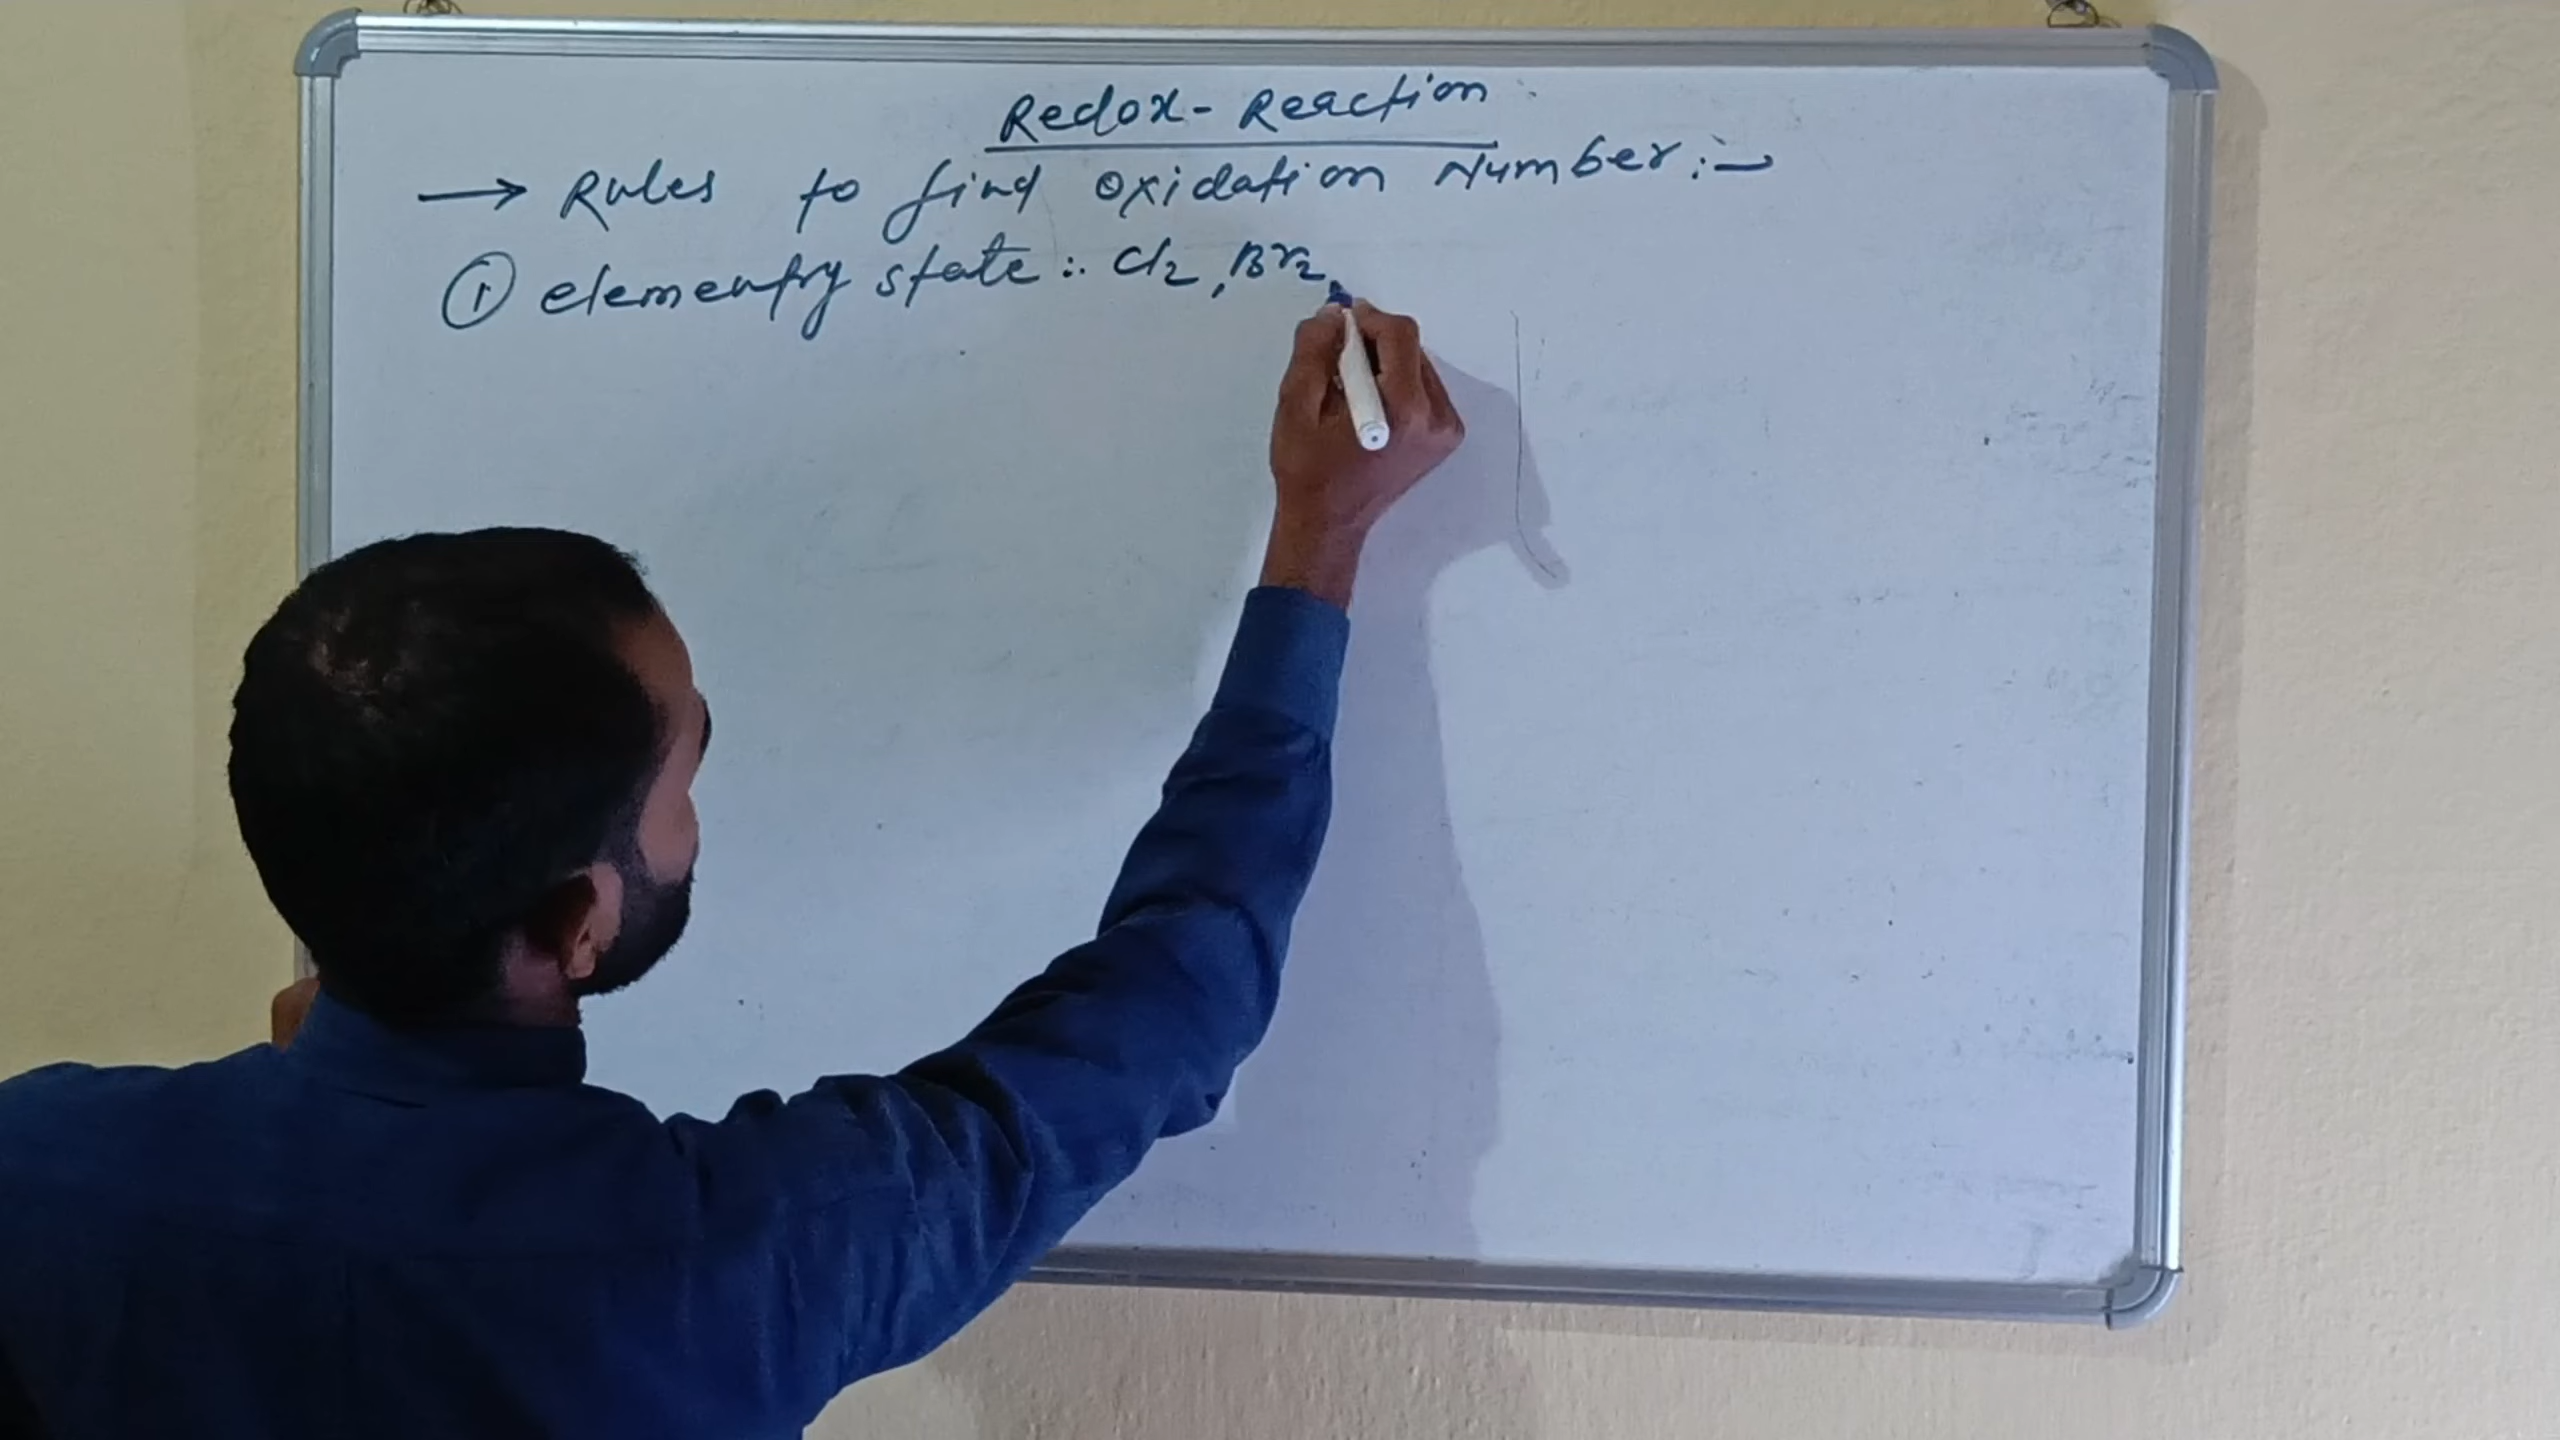 Redox- Reaction
→ Rules to find Oxidation Number:-
① elementry state :. Cl₂, Br₂,